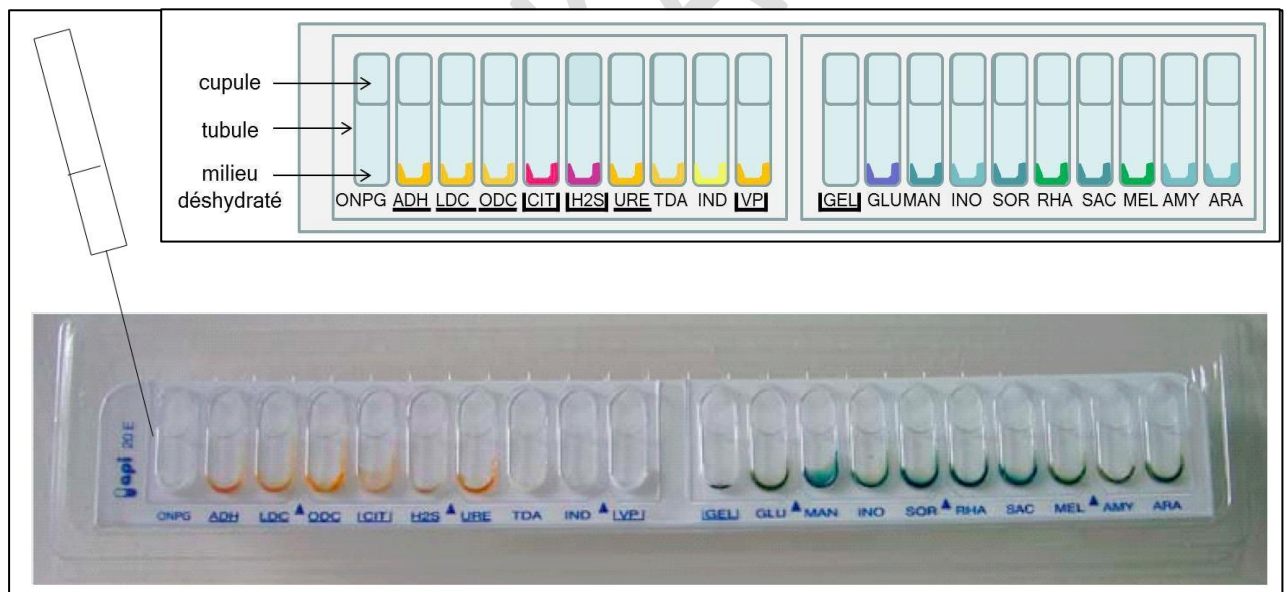 cupule
tubule
milieu
déshydraté
ONPG ADH LDC ODC CIT H2S URE TDA IND VP
GEL GLU MAN INO SOR RHA SAC MEL AMY ARA
api 20 E
ONPG ADH LDC ODC CIT H2S URE TDA IND VP
GEL GLU MAN INO SOR RHA SAC MEL AMY ARA